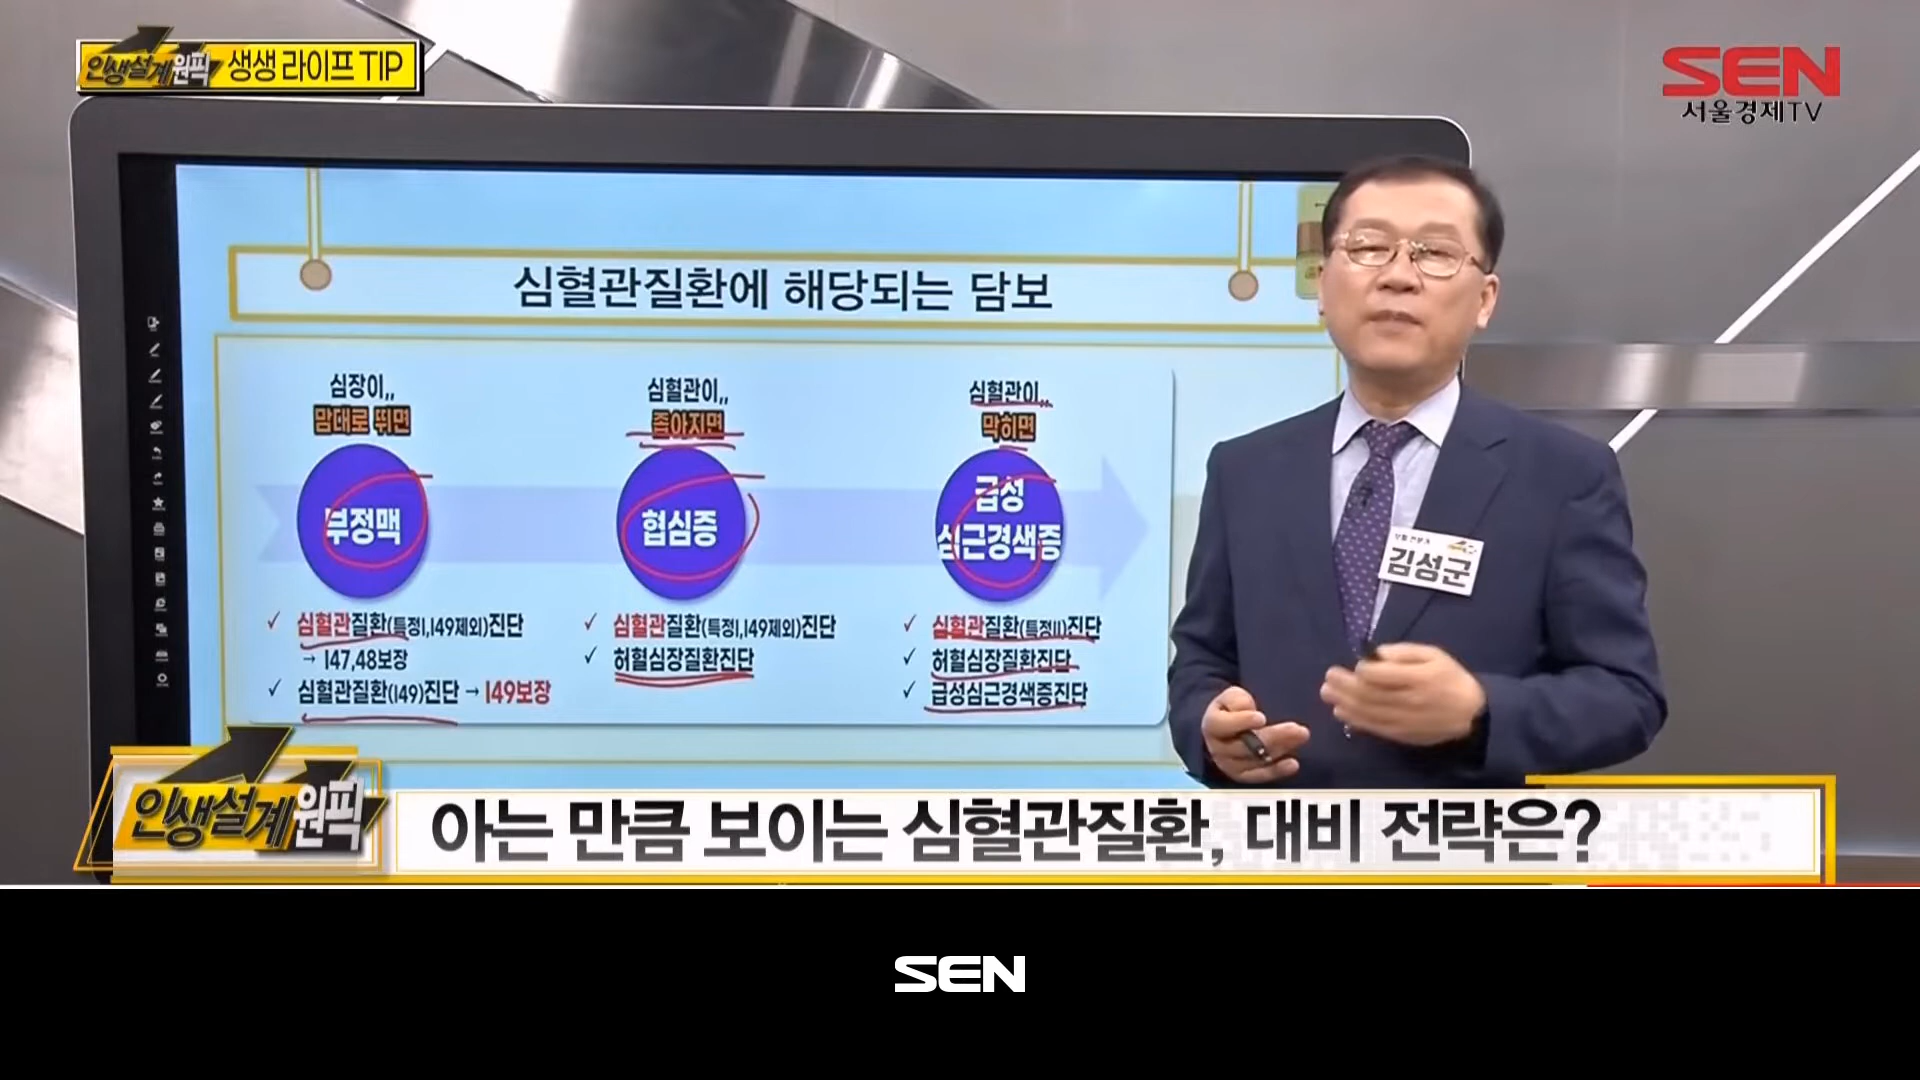 인생설계원픽 생생 라이프 TIP
SEN
서울경제TV
심혈관질환에 해당되는 담보
심장이,,
맘대로 뛰면
부정맥
✓ 심혈관질환(특정I,I49제외)진단
→ I47,48보장
✓ 심혈관질환(I49)진단 → I49보장
심혈관이,,
좁아지면
협심증
✓ 심혈관질환(특정I,I49제외)진단
✓ 허혈심장질환진단
심혈관이,,
막히면
급성
심근경색증
✓ 심혈관질환(특정II)진단
✓ 허혈심장질환진단
✓ 급성심근경색증진단
김성군
인생설계원픽
아는 만큼 보이는 심혈관질환, 대비 전략은?
SEN